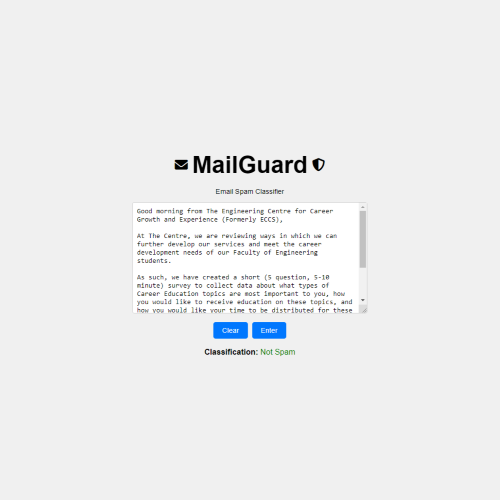 MailGuard
Email Spam Classifier
Good morning from The Engineering Centre for Career
Growth and Experience (Formerly ECCS),
At The Centre, we are reviewing ways in which we can
further develop our services and meet the career
development needs of our Faculty of Engineering
students.
As such, we have created a short (5 question, 5-10
minute) survey to collect data about what types of
Career Education topics are most important to you, how
you would like to receive education on these topics, and
how you would like your time to be distributed for these
Clear Enter
Classification: Not Spam